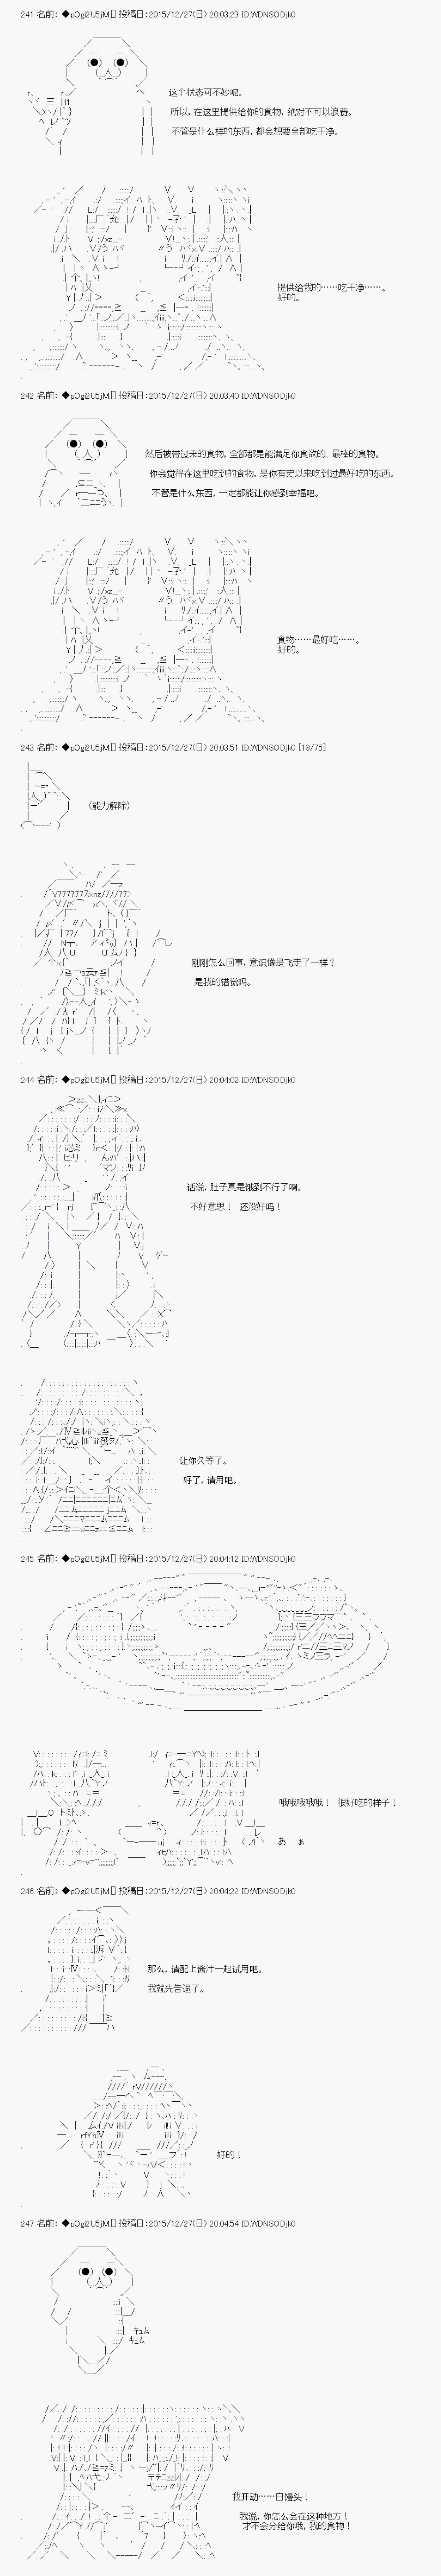 241 名前：◆pOgi2U5jM[] 投稿日：2015/12/27(日) 20:03:29 ID:WDNSODjk0
这个状态可不妙呢。
所以，在这里提供给你的食物，绝对不可以浪费。
不管是什么样的东西，都会想要全部吃干净。
提供给我的……吃干净……。
好的。
242 名前：◆pOgi2U5jM[] 投稿日：2015/12/27(日) 20:03:40 ID:WDNSODjk0
然后被带过来的食物，全部都是能满足你食欲的，最棒的食物。
你会觉得在这里吃到的食物，是你有史以来吃到过最好吃的东西。
不管是什么东西，一定都能让你感到幸福吧。
食物……最好吃……。
好的。
243 名前：◆pOgi2U5jM[] 投稿日：2015/12/27(日) 20:03:51 ID:WDNSODjk0 [18/75]
（能力解除）
刚刚怎么回事，意识像是飞走了一样？
是我的错觉吗。
244 名前：◆pOgi2U5jM[] 投稿日：2015/12/27(日) 20:04:02 ID:WDNSODjk0
话说，肚子真是饿到不行了啊。
不好意思！ 还没好吗！
让你久等了。
好了，请用吧。
245 名前：◆pOgi2U5jM[] 投稿日：2015/12/27(日) 20:04:12 ID:WDNSODjk0
哦哦哦哦哦！ 很好吃的样子！
あ ぁ
246 名前：◆pOgi2U5jM[] 投稿日：2015/12/27(日) 20:04:22 ID:WDNSODjk0
那么，请配上酱汁一起试用吧。
我就先告退了。
好的！
247 名前：◆pOgi2U5jM[] 投稿日：2015/12/27(日) 20:04:54 ID:WDNSODjk0
ｷｭﾑ
ｷｭﾑ
我开动……白馒头！
我说，你怎么会在这种地方！
才不会分给你哦，我的食物！